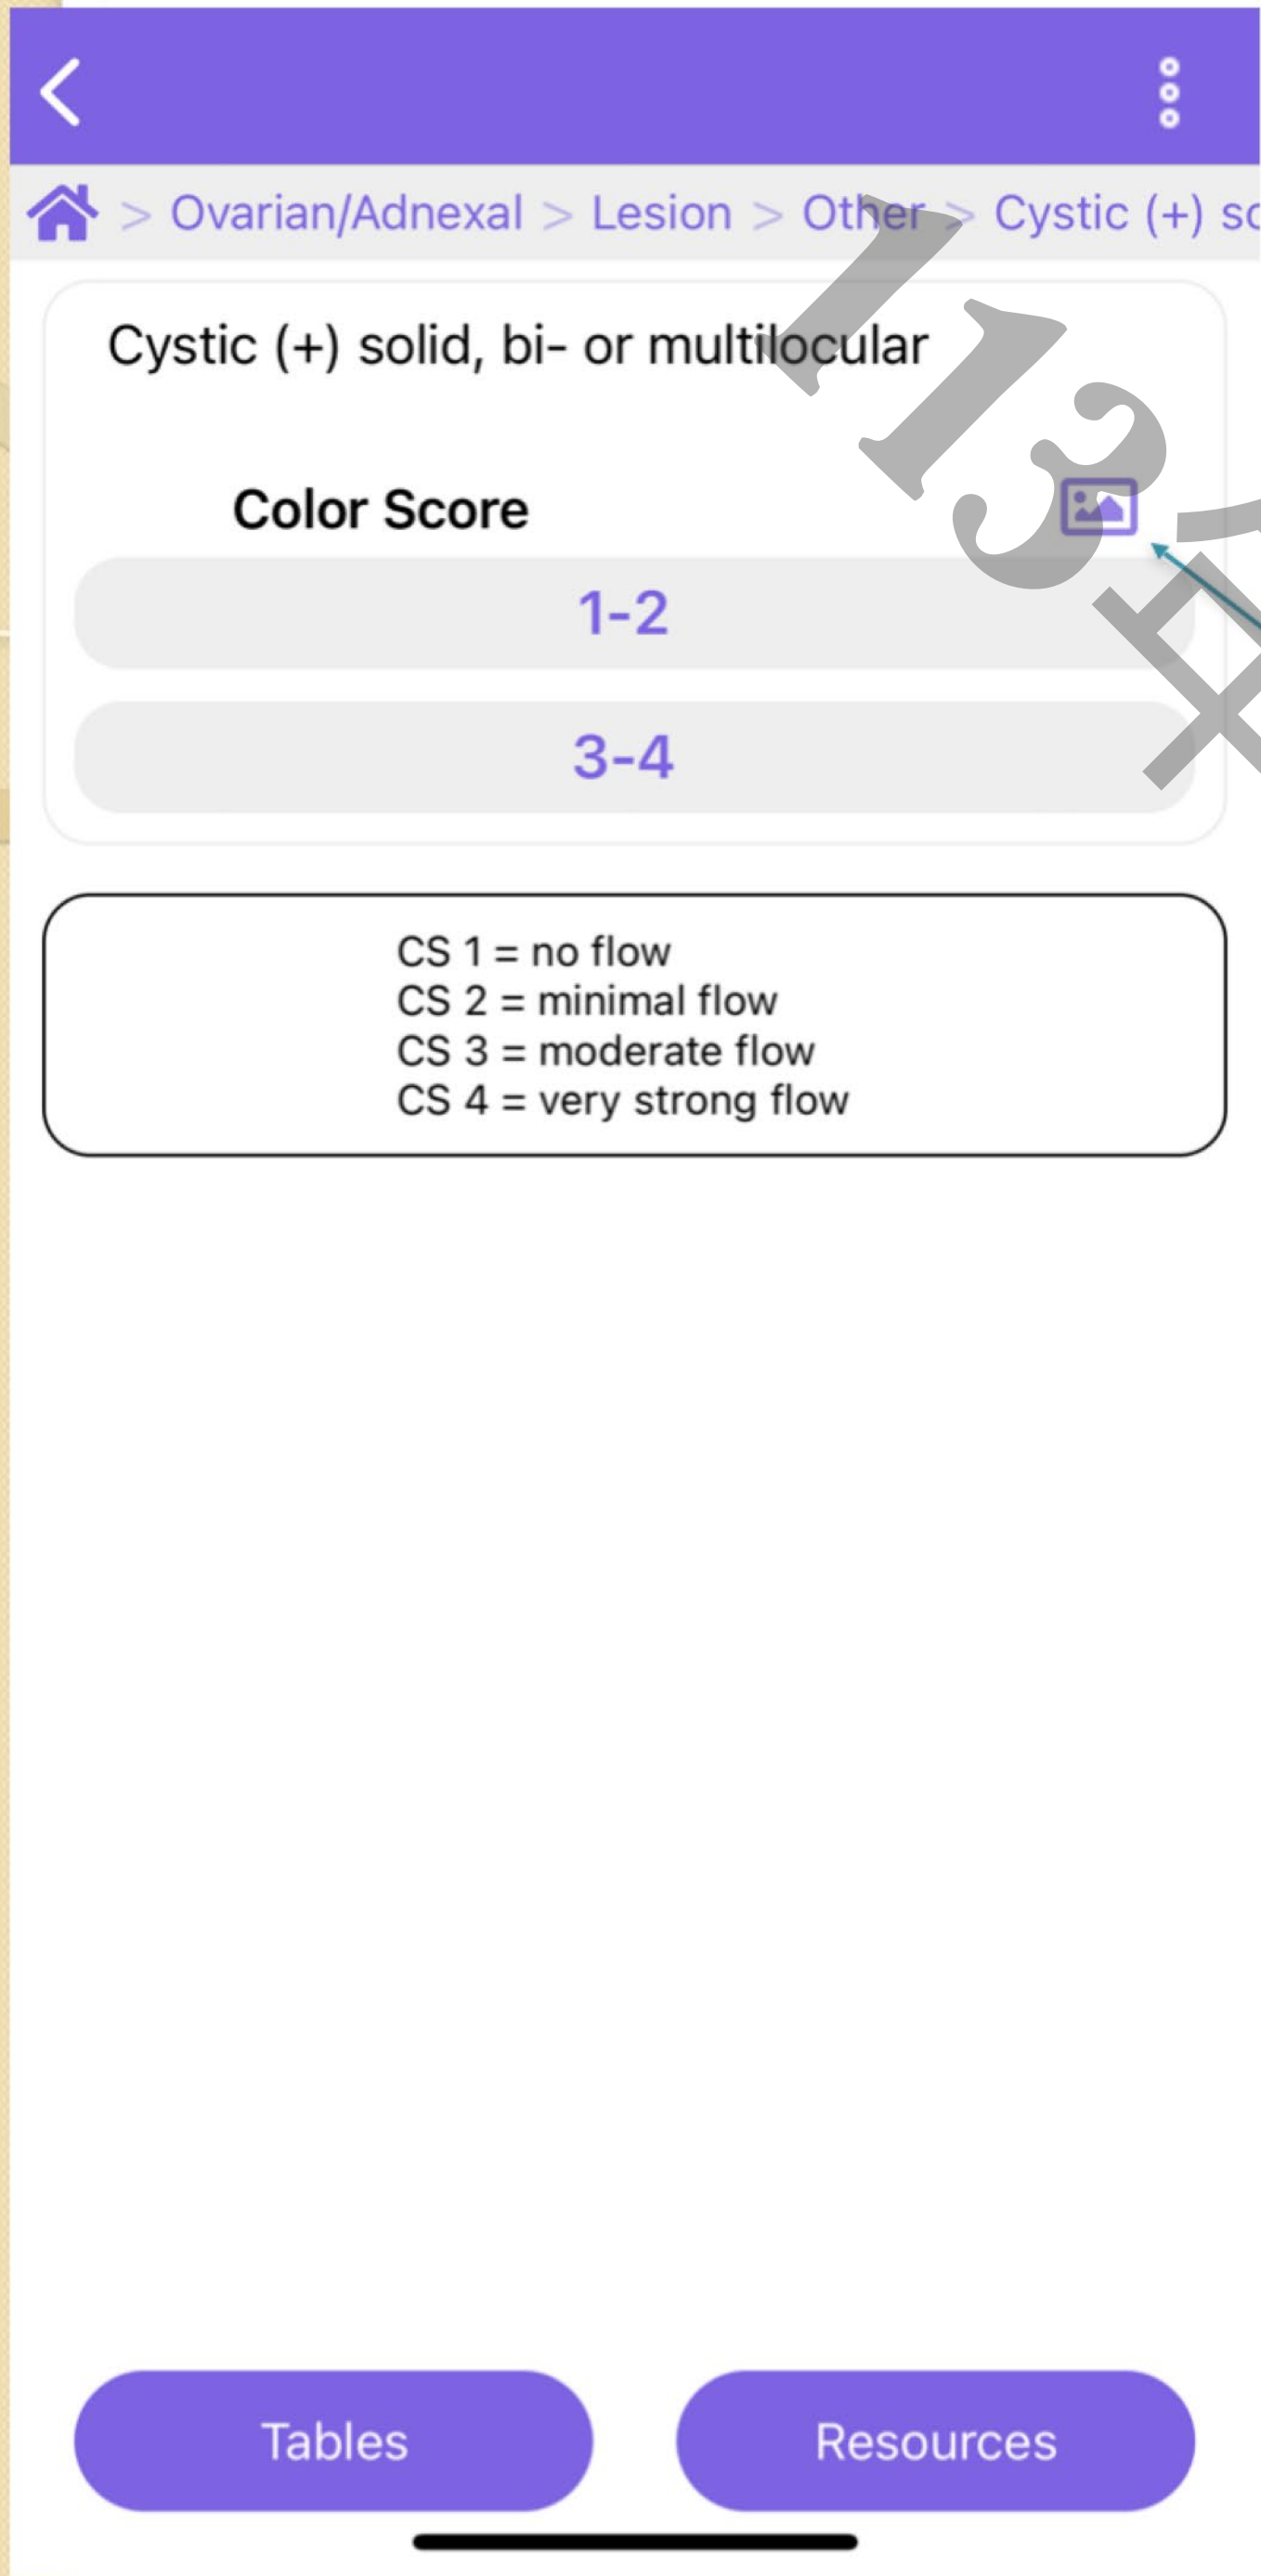 > Ovarian/Adnexal > Lesion > Other > Cystic (+)
Cystic (+) solid, bi- or multilocular
Color Score
1-2
3-4
CS 1 = no flow
CS 2 = minimal flow
CS 3 = moderate flow
CS 4 = very strong flow
Tables
Resources
113